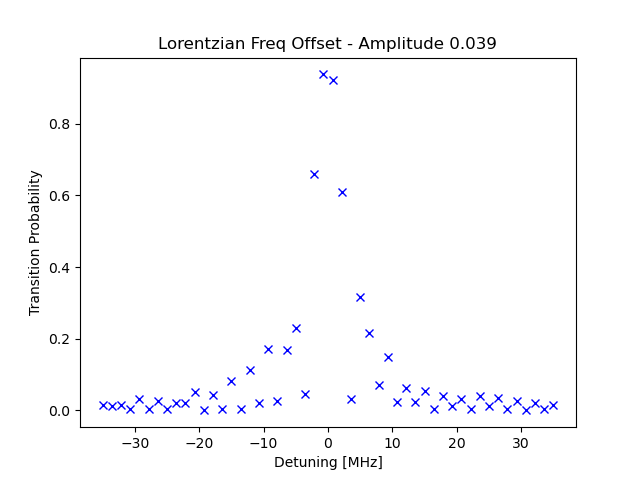 Lorentzian Freq Offset - Amplitude 0.039
Transition Probability
0.8
0.6
0.4
0.2
0.0
−30 −20 −10 0 10 20 30
Detuning [MHz]